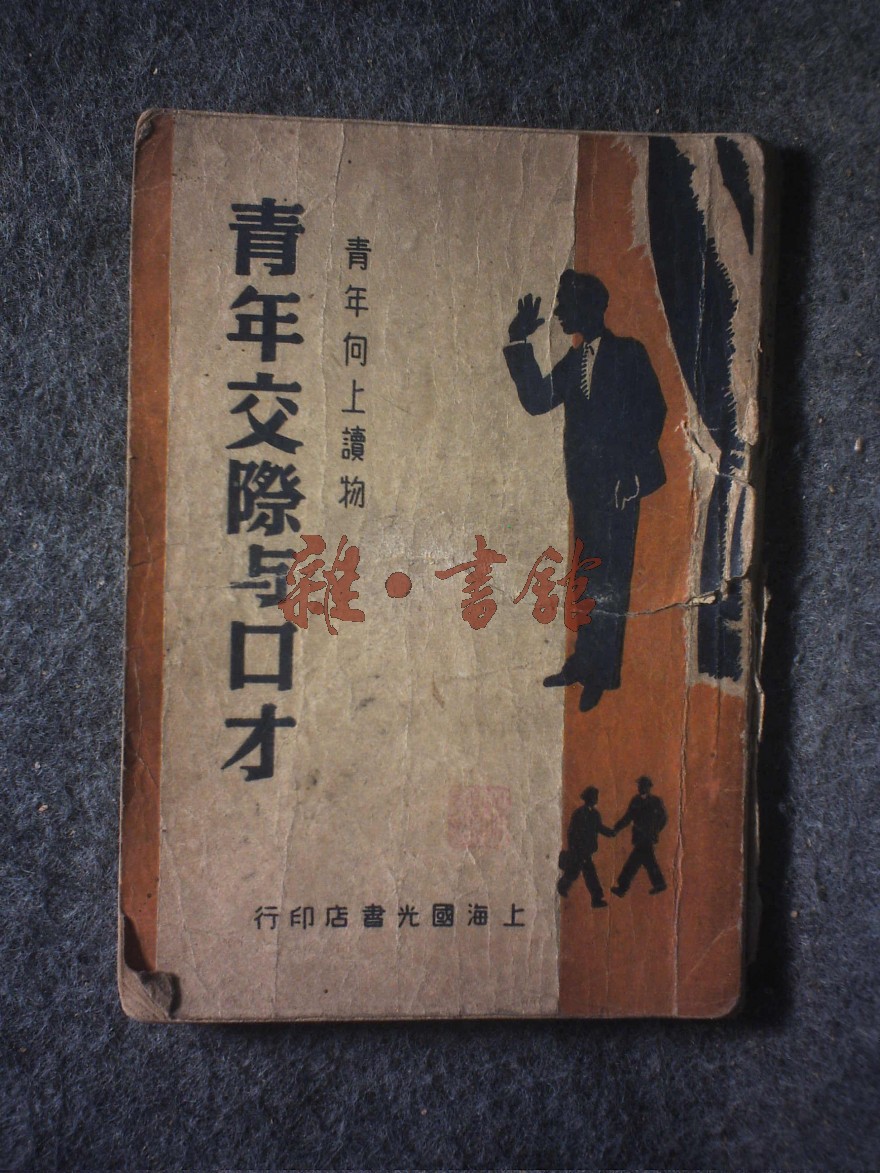 青年向上讀物
青年交際与口才
上海國光書店印行
雜·書館